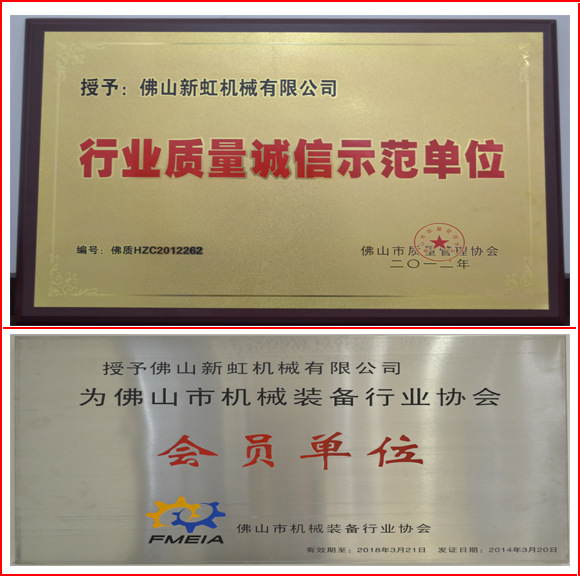 授予：佛山新虹机械有限公司
行业质量诚信示范单位
编号：佛质HZC2012262
佛山市质量管理协会
二〇一二年
授予佛山新虹机械有限公司
为佛山市机械装备行业协会
会员单位
FMEIA
佛山市机械装备行业协会
有效期至：2018年3月21日 发证日期：2014年3月20日